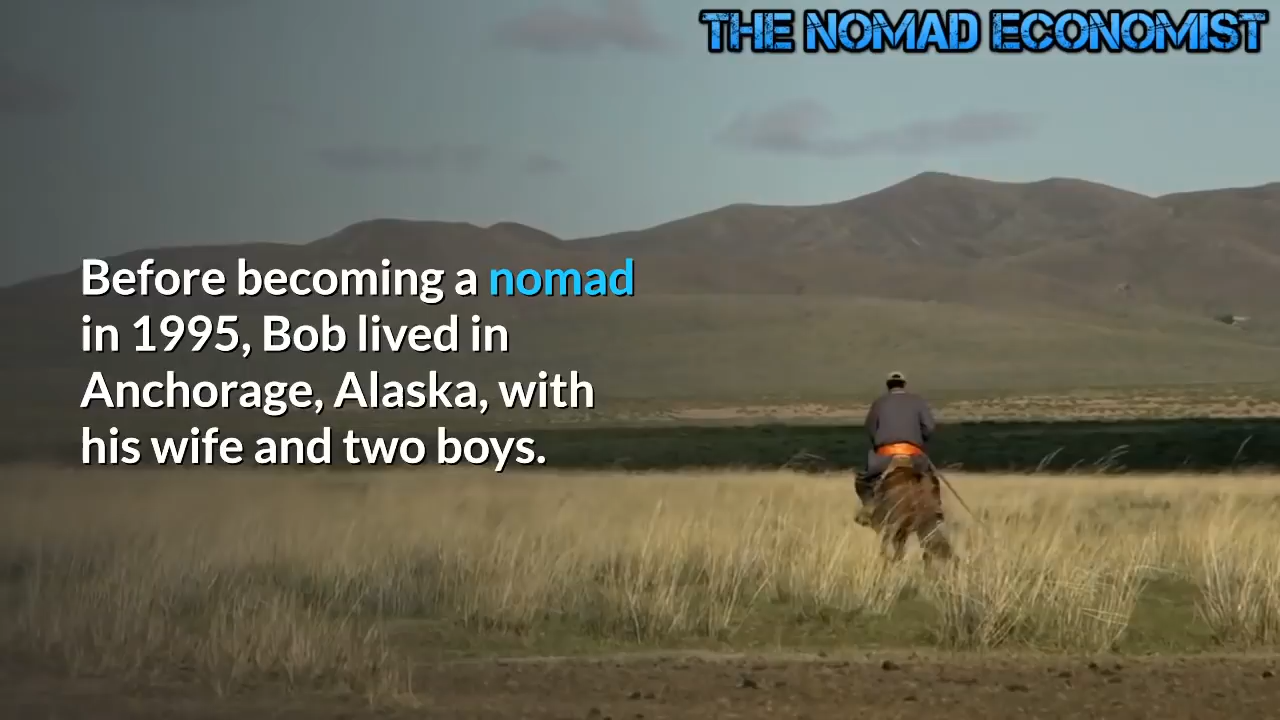 THE NOMAD ECONOMIST
Before becoming a nomad
in 1995, Bob lived in
Anchorage, Alaska, with
his wife and two boys.